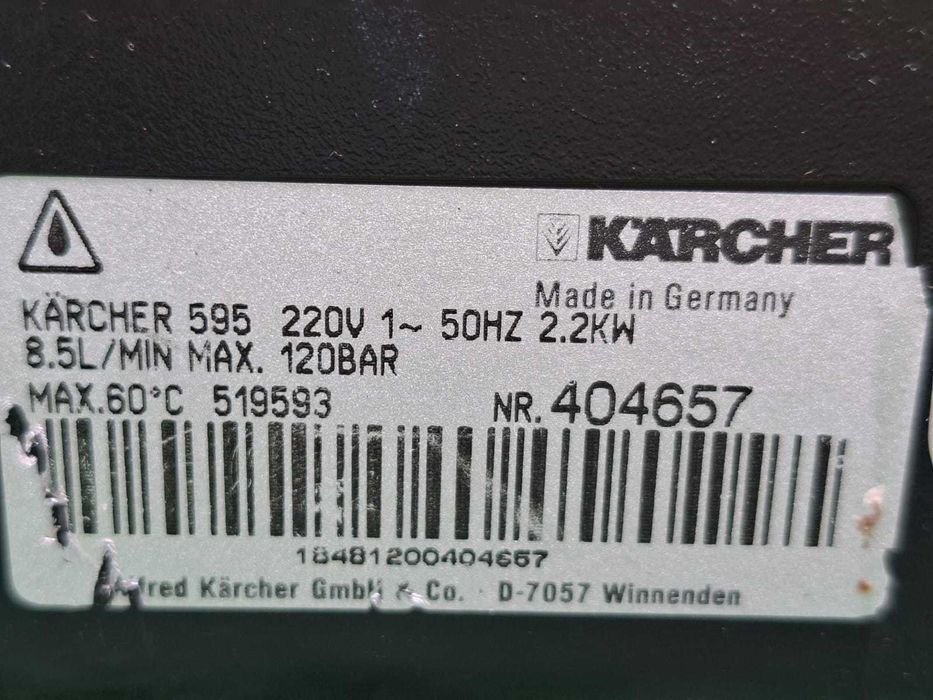 KÄRCHER
Made in Germany
KÄRCHER 595 220V 1~ 50HZ 2.2KW
8.5L/MIN MAX. 120BAR
MAX.60°C 519593 NR. 404657
18481200404657
Kärcher GmbH & Co. · D-7057 Winnenden